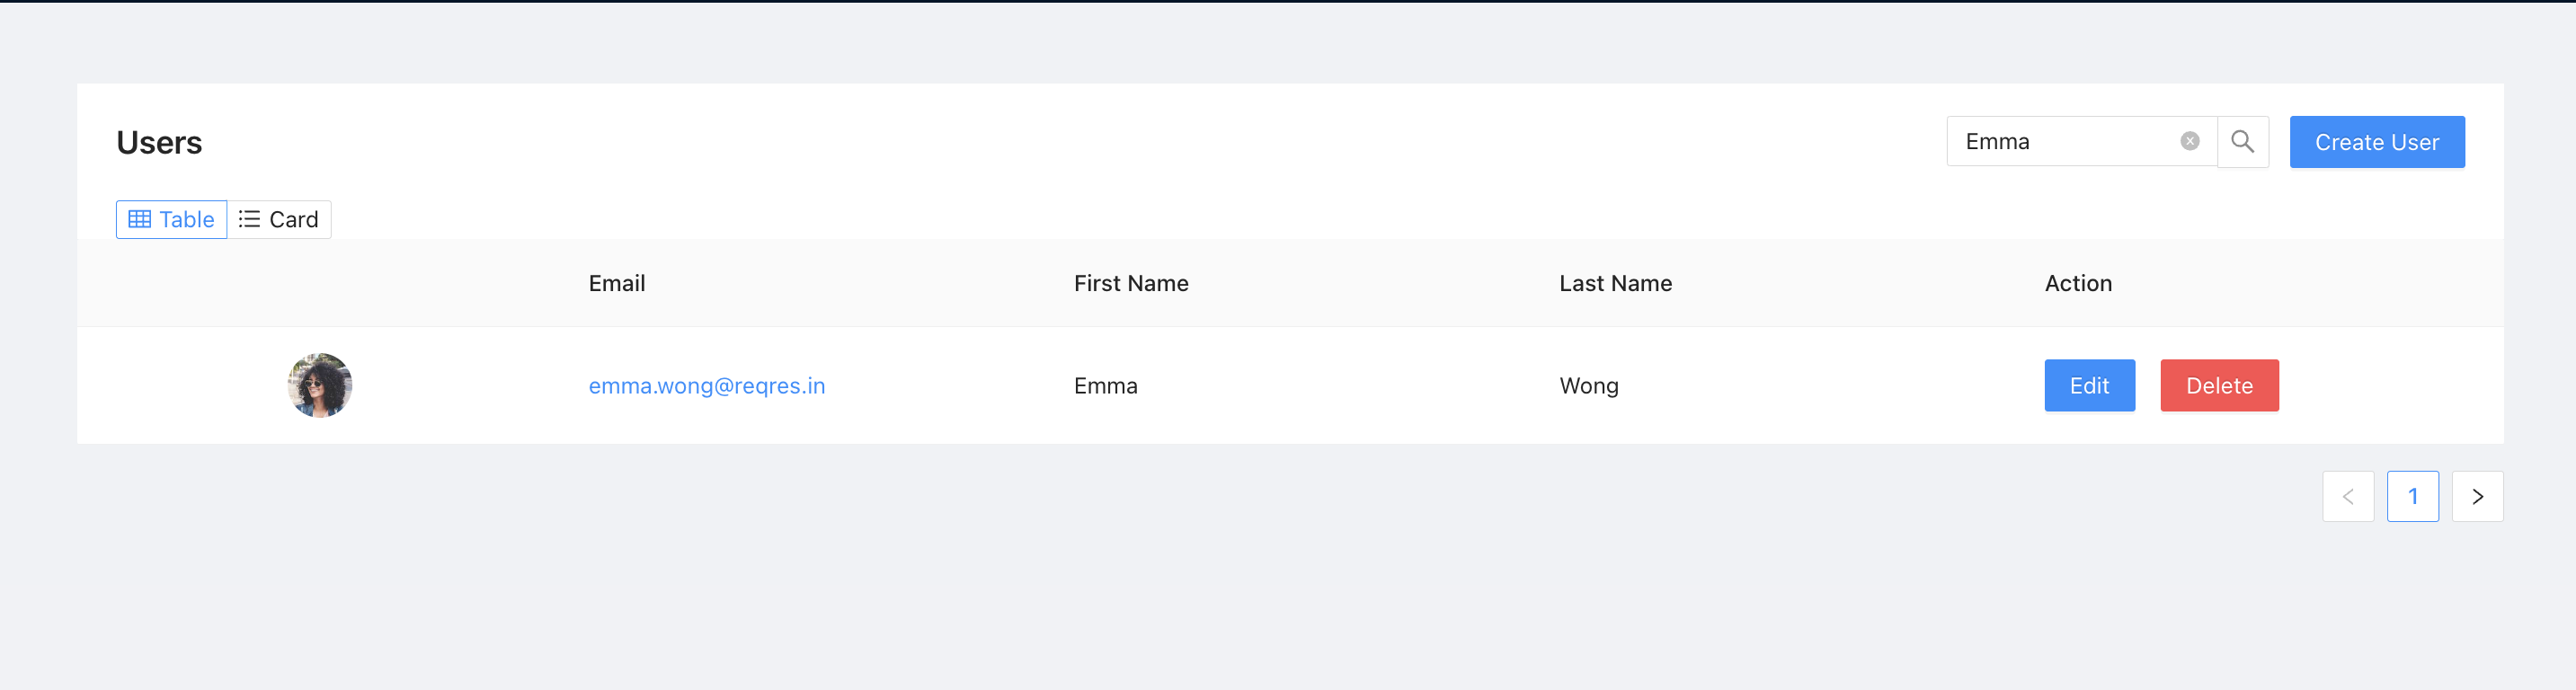 Users
Emma
Create User
Table
Card
Email First Name Last Name Action
emma.wong@reqres.in Emma Wong Edit Delete
1